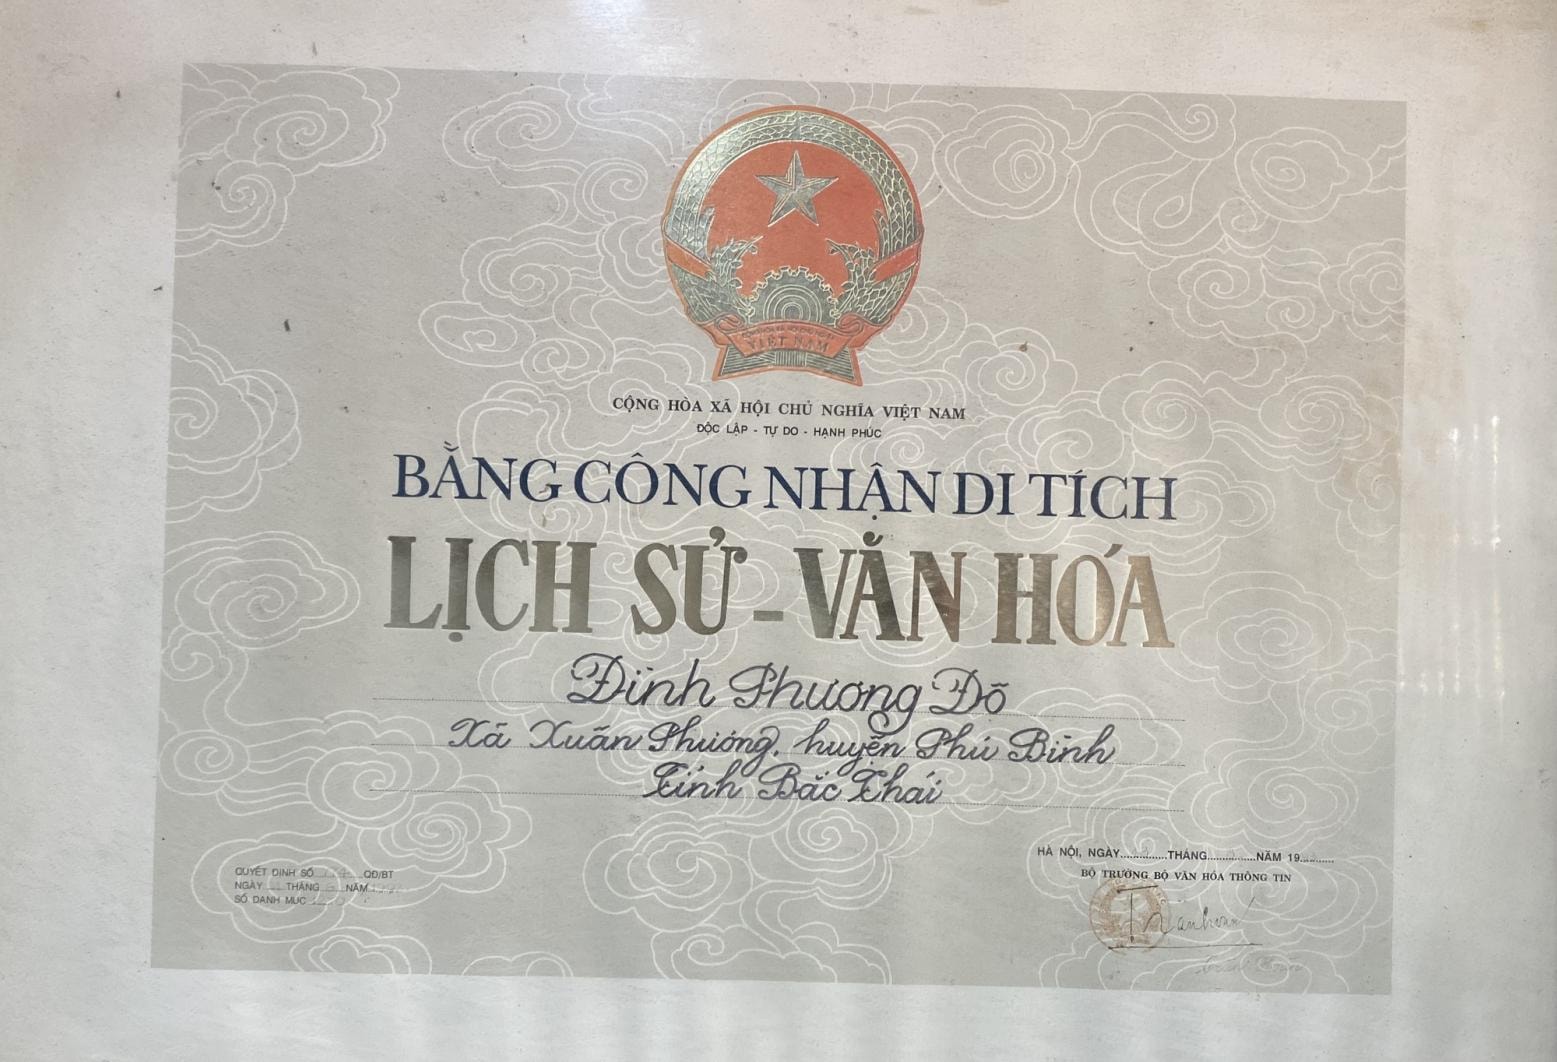 VIỆT NAM
CỘNG HÒA XÃ HỘI CHỦ NGHĨA VIỆT NAM
ĐỘC LẬP - TỰ DO - HẠNH PHÚC
BẰNG CÔNG NHẬN DI TÍCH
LỊCH SỬ - VĂN HÓA
Đình Phương Độ
Xã Xuân Phương, huyện Phú Bình
Tỉnh Bắc Thái
QUYẾT ĐỊNH SỐ QĐ/BT
NGÀY THÁNG NĂM
SỐ DANH MỤC
HÀ NỘI, NGÀY THÁNG NĂM 19
BỘ TRƯỞNG BỘ VĂN HÓA THÔNG TIN